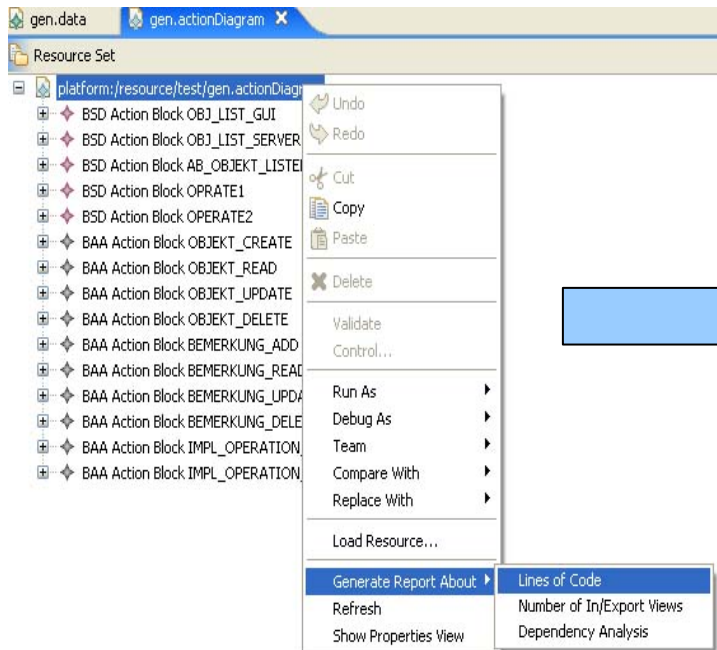 gen.data
gen.actionDiagram
Resource Set
platform:/resource/test/gen.actionDiagr
BSD Action Block OBJ_LIST_GUI
BSD Action Block OBJ_LIST_SERVER
BSD Action Block AB_OBJEKT_LISTE
BSD Action Block OPRATE1
BSD Action Block OPERATE2
BAA Action Block OBJEKT_CREATE
BAA Action Block OBJEKT_READ
BAA Action Block OBJEKT_UPDATE
BAA Action Block OBJEKT_DELETE
BAA Action Block BEMERKUNG_ADD
BAA Action Block BEMERKUNG_READ
BAA Action Block BEMERKUNG_UPDA
BAA Action Block BEMERKUNG_DELE
BAA Action Block IMPL_OPERATION_
BAA Action Block IMPL_OPERATION_
Undo
Redo
Cut
Copy
Paste
Delete
Validate
Control...
Run As
Debug As
Team
Compare With
Replace With
Load Resource...
Generate Report About
Refresh
Show Properties View
Lines of Code
Number of In/Export Views
Dependency Analysis